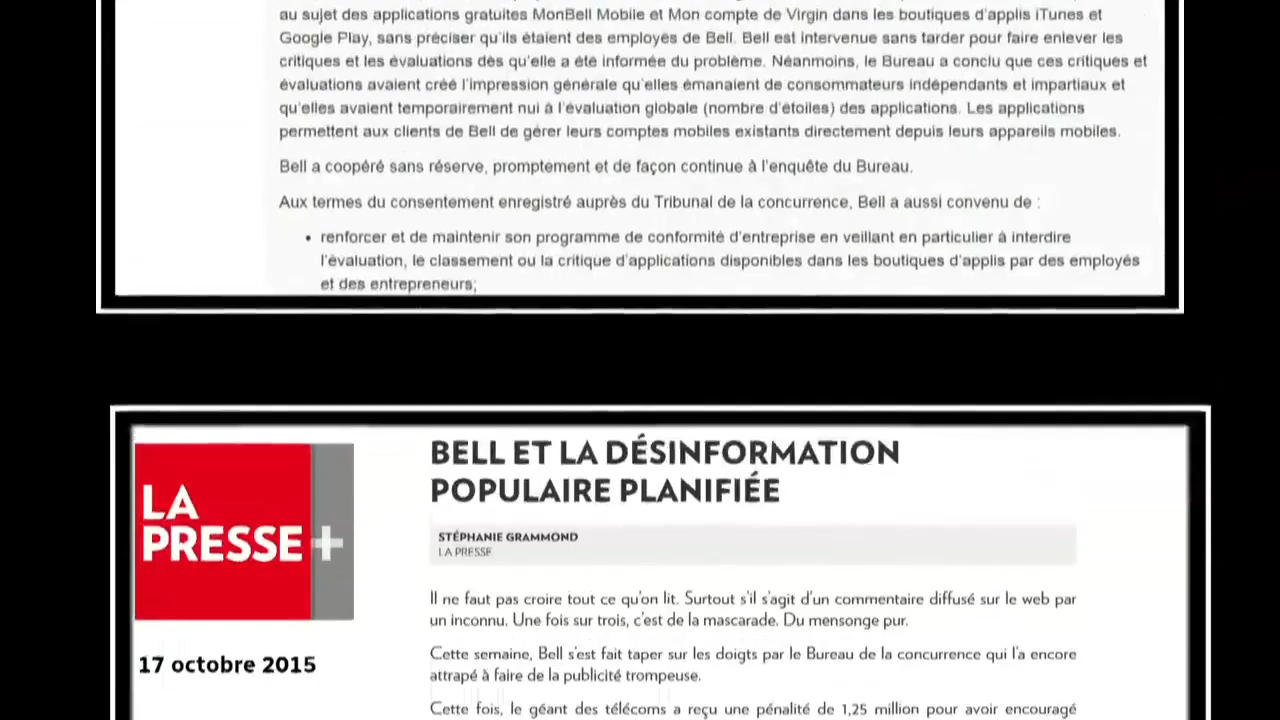 au sujet des applications gratuites MonBell Mobile et Mon compte de Virgin dans les boutiques d'applis iTunes et
Google Play, sans préciser qu'ils étaient des employés de Bell. Bell est intervenue sans tarder pour faire enlever les
critiques et les évaluations dès qu'elle a été informée du problème. Néanmoins, le Bureau a conclu que ces critiques et
évaluations avaient créé l'impression générale qu'elles émanaient de consommateurs indépendants et impartiaux et
qu'elles avaient temporairement nui à l'évaluation globale (nombre d'étoiles) des applications. Les applications
permettent aux clients de Bell de gérer leurs comptes mobiles existants directement depuis leurs appareils mobiles.
Bell a coopéré sans réserve, promptement et de façon continue à l'enquête du Bureau.
Aux termes du consentement enregistré auprès du Tribunal de la concurrence, Bell a aussi convenu de :
• renforcer et de maintenir son programme de conformité d'entreprise en veillant en particulier à interdire
l'évaluation, le classement ou la critique d'applications disponibles dans les boutiques d'applis par des employés
et des entrepreneurs;
LA
PRESSE+
17 octobre 2015
BELL ET LA DÉSINFORMATION
POPULAIRE PLANIFIÉE
STÉPHANIE GRAMMOND
LA PRESSE
Il ne faut pas croire tout ce qu'on lit. Surtout s'il s'agit d'un commentaire diffusé sur le web par
un inconnu. Une fois sur trois, c'est de la mascarade. Du mensonge pur.
Cette semaine, Bell s'est fait taper sur les doigts par le Bureau de la concurrence qui l'a encore
attrapé à faire de la publicité trompeuse.
Cette fois, le géant des télécoms a reçu une pénalité de 1,25 million pour avoir encouragé